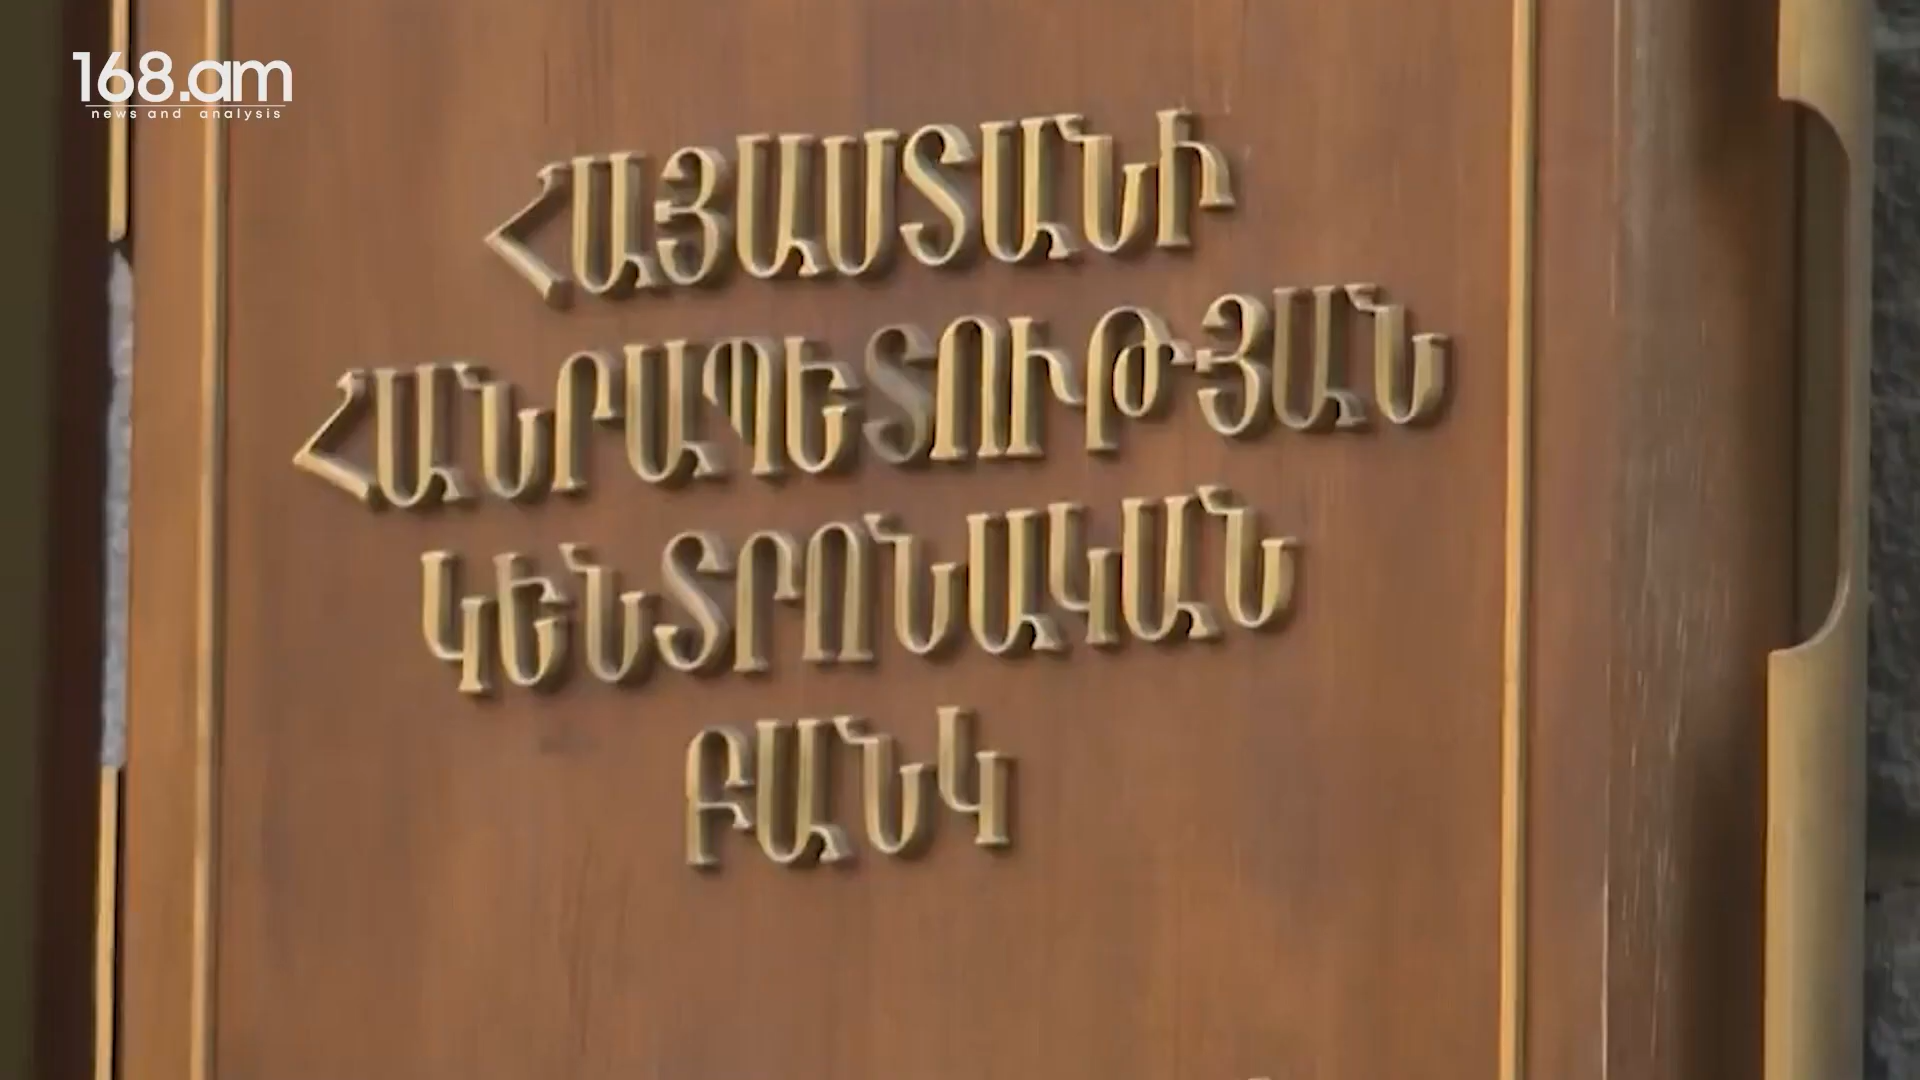 168.am
news and analysis
ՀԱՅԱՍՏԱՆԻ
ՀԱՆՐԱՊԵՏՈՒԹՅԱՆ
ԿԵՆՏՐՈՆԱԿԱՆ
ԲԱՆԿ